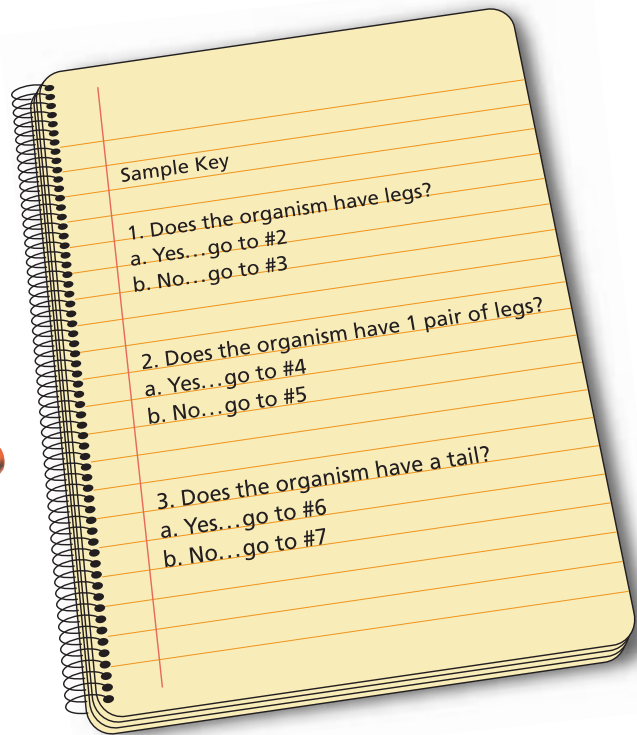 Sample Key
1. Does the organism have legs?
a. Yes...go to #2
b. No...go to #3
2. Does the organism have 1 pair of legs?
a. Yes...go to #4
b. No...go to #5
3. Does the organism have a tail?
a. Yes...go to #6
b. No...go to #7